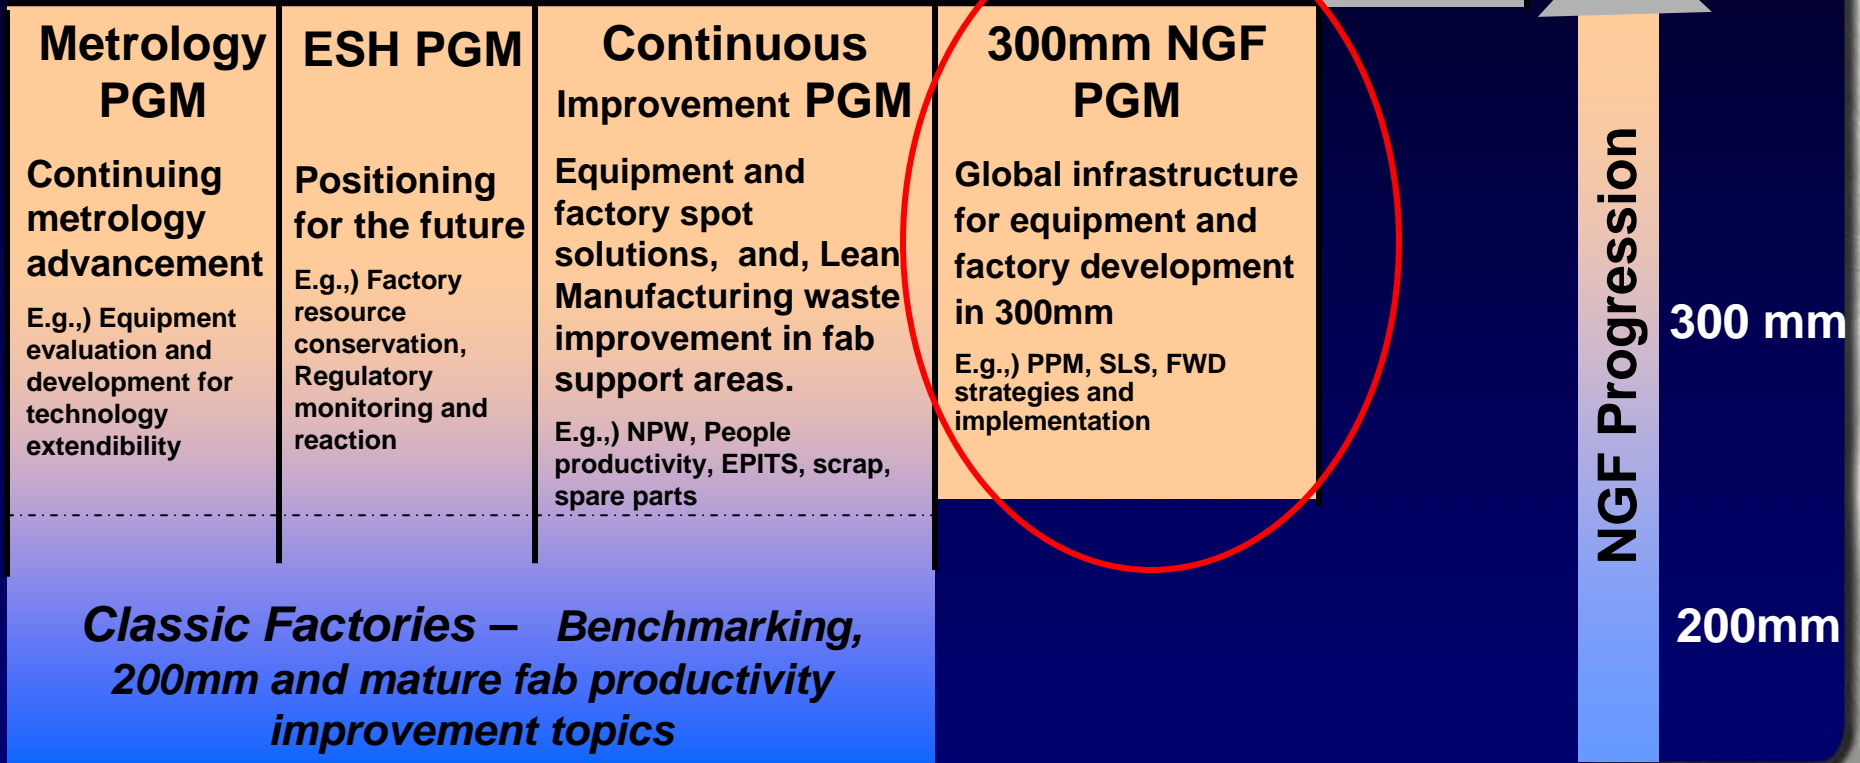 Metrology
PGM
Continuing
metrology
advancement
E.g.,) Equipment
evaluation and
development for
technology
extendibility
ESH PGM
Positioning
for the future
E.g.,) Factory
resource
conservation,
Regulatory
monitoring and
reaction
Continuous
Improvement PGM
Equipment and
factory spot
solutions, and, Lean
Manufacturing waste
improvement in fab
support areas.
E.g.,) NPW, People
productivity, EPITS, scrap,
spare parts
300mm NGF
PGM
Global infrastructure
for equipment and
factory development
in 300mm
E.g.,) PPM, SLS, FWD
strategies and
implementation
Classic Factories – Benchmarking,
200mm and mature fab productivity
improvement topics
NGF Progression
300 mm
200mm